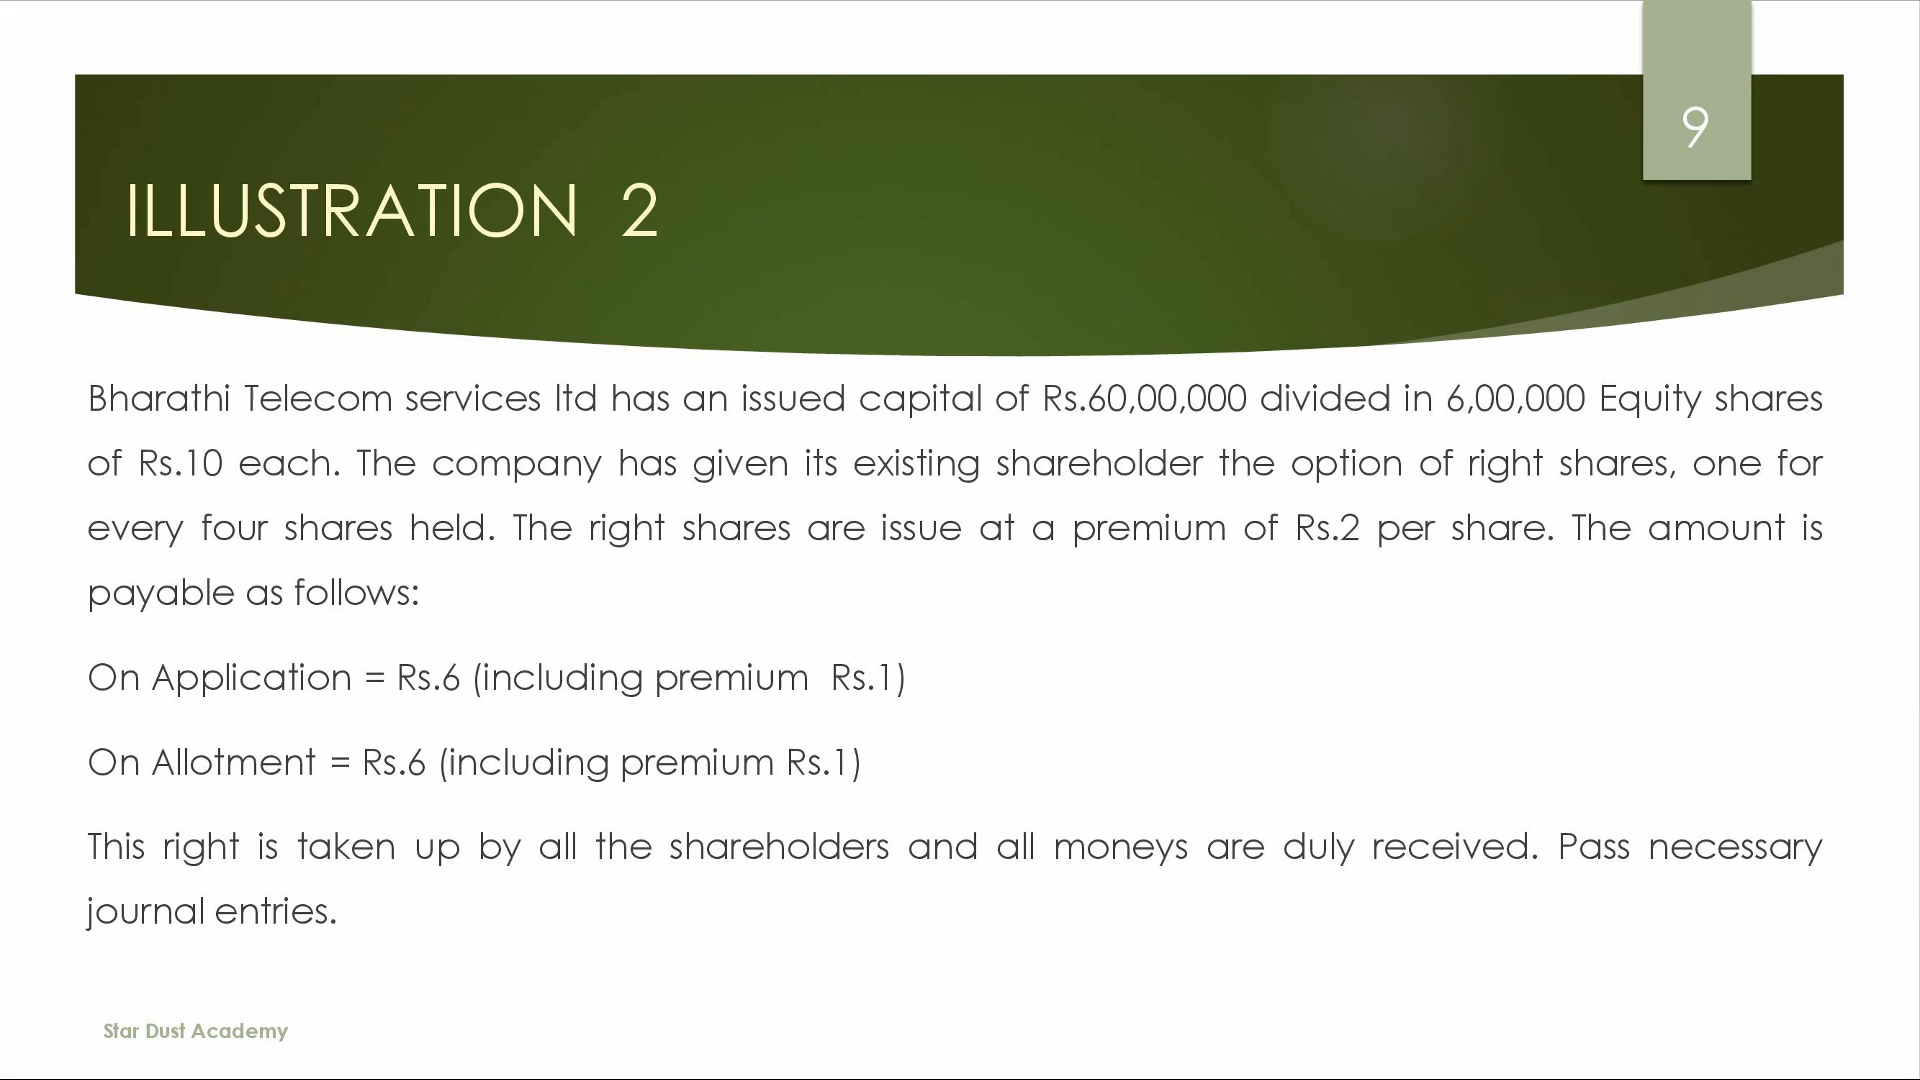 9
ILLUSTRATION 2
Bharathi Telecom services ltd has an issued capital of Rs.60,00,000 divided in 6,00,000 Equity shares
of Rs.10 each. The company has given its existing shareholder the option of right shares, one for
every four shares held. The right shares are issue at a premium of Rs.2 per share. The amount is
payable as follows:
On Application = Rs.6 (including premium Rs.1)
On Allotment = Rs.6 (including premium Rs.1)
This right is taken up by all the shareholders and all moneys are duly received. Pass necessary
journal entries.
Star Dust Academy